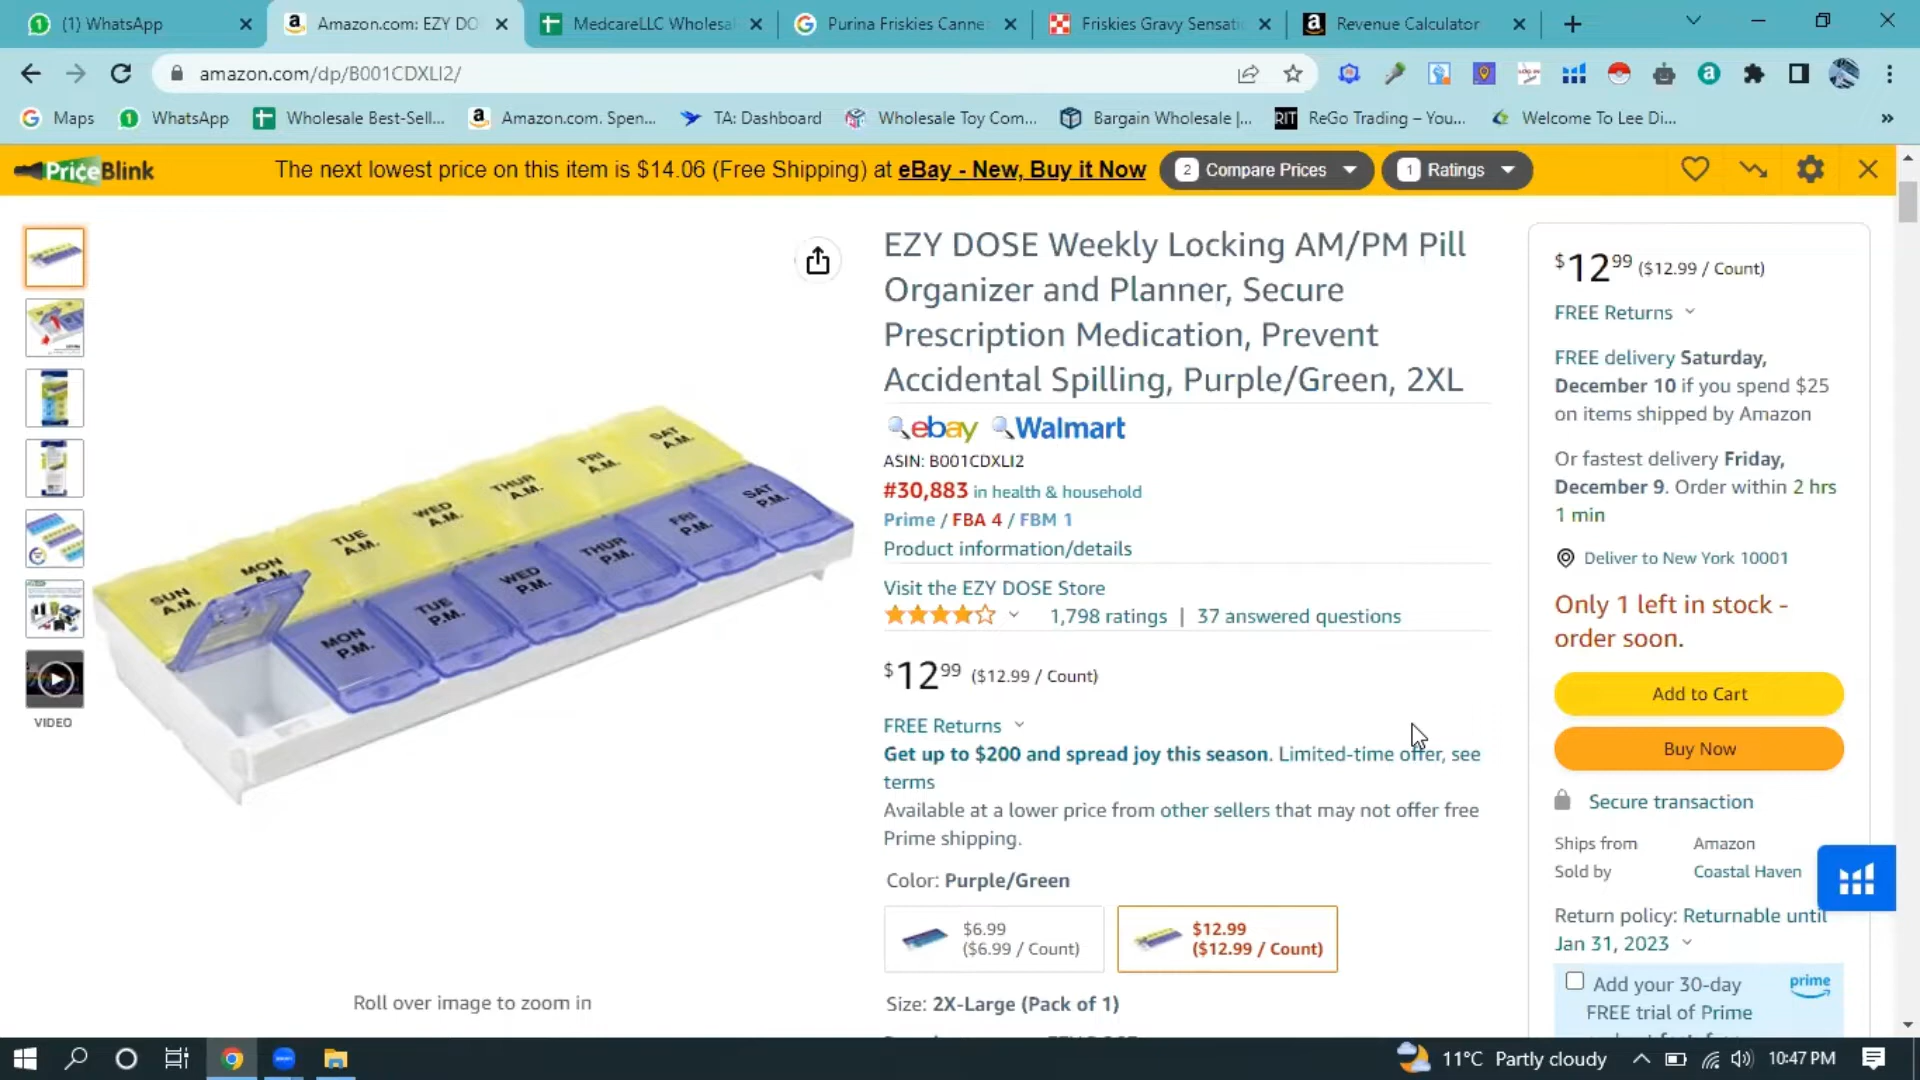 (1) WhatsApp
Amazon.com: EZY DO
MedcareLLC Wholesa
Purina Friskies Canne
Friskies Gravy Sensati
Revenue Calculator
amazon.com/dp/B001CDXLI2/
Maps
WhatsApp
Wholesale Best-Sell...
Amazon.com. Spen...
TA: Dashboard
Wholesale Toy Com...
Bargain Wholesale |...
RIT ReGo Trading – You...
Welcome To Lee Di...
PriceBlink
The next lowest price on this item is $14.06 (Free Shipping) at eBay - New, Buy it Now
2 Compare Prices
1 Ratings
VIDEO
SUN A.M.
MON A.M.
TUE A.M.
WED A.M.
THUR A.M.
FRI A.M.
SAT A.M.
MON P.M.
TUE P.M.
WED P.M.
THUR P.M.
FRI P.M.
SAT P.M.
Roll over image to zoom in
EZY DOSE Weekly Locking AM/PM Pill
Organizer and Planner, Secure
Prescription Medication, Prevent
Accidental Spilling, Purple/Green, 2XL
ebay Walmart
ASIN: B001CDXLI2
#30,883 in health & household
Prime / FBA 4 / FBM 1
Product information/details
Visit the EZY DOSE Store
1,798 ratings | 37 answered questions
$12 99 ($12.99 / Count)
FREE Returns
Get up to $200 and spread joy this season. Limited-time offer, see
terms
Available at a lower price from other sellers that may not offer free
Prime shipping.
Color: Purple/Green
$6.99
($6.99 / Count)
$12.99
($12.99 / Count)
Size: 2X-Large (Pack of 1)
$12 99 ($12.99 / Count)
FREE Returns
FREE delivery Saturday,
December 10 if you spend $25
on items shipped by Amazon
Or fastest delivery Friday,
December 9. Order within 2 hrs
1 min
Deliver to New York 10001
Only 1 left in stock -
order soon.
Add to Cart
Buy Now
Secure transaction
Ships from Amazon
Sold by Coastal Haven
Return policy: Returnable until
Jan 31, 2023
Add your 30-day
FREE trial of Prime
prime
11°C Partly cloudy
10:47 PM